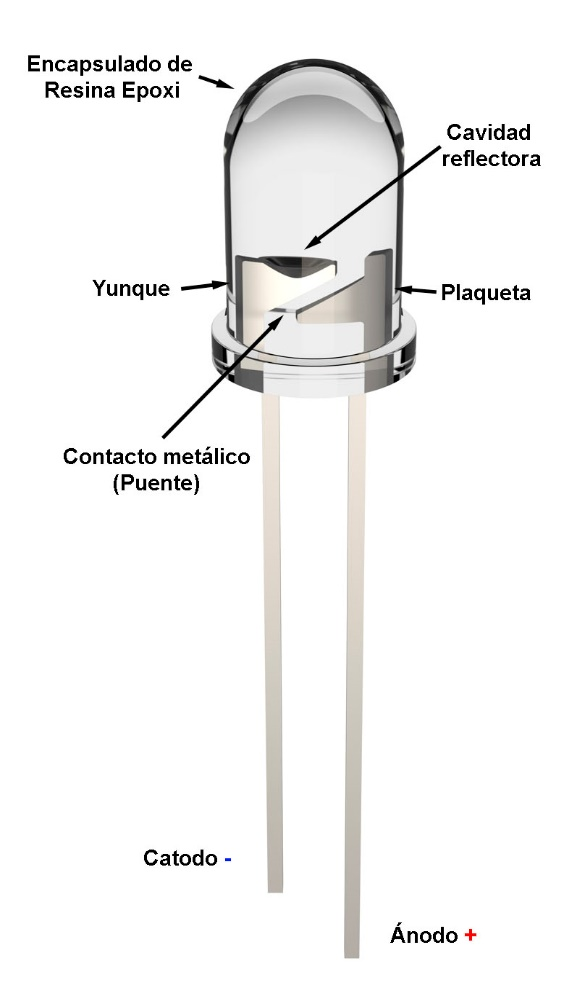 Encapsulado de
Resina Epoxi
Cavidad
reflectora
Yunque
Plaqueta
Contacto metálico
(Puente)
Catodo -
Ánodo +